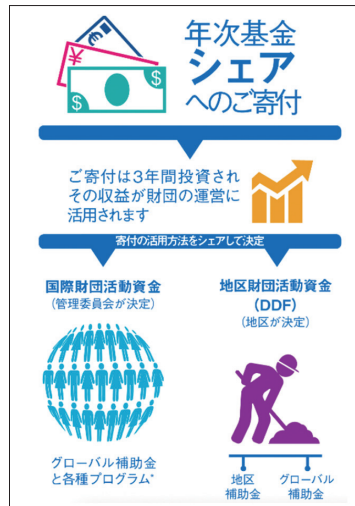 年次基金
シェア
へのご寄付
€
¥
$
$
ご寄付は3年間投資され
その収益が財団の運営に
活用されます
寄付の活用方法をシェアして決定
国際財団活動資金
(管理委員会が決定)
地区財団活動資金
(DDF)
(地区が決定)
グローバル補助金
と各種プログラム*
地区
補助金
グローバル
補助金